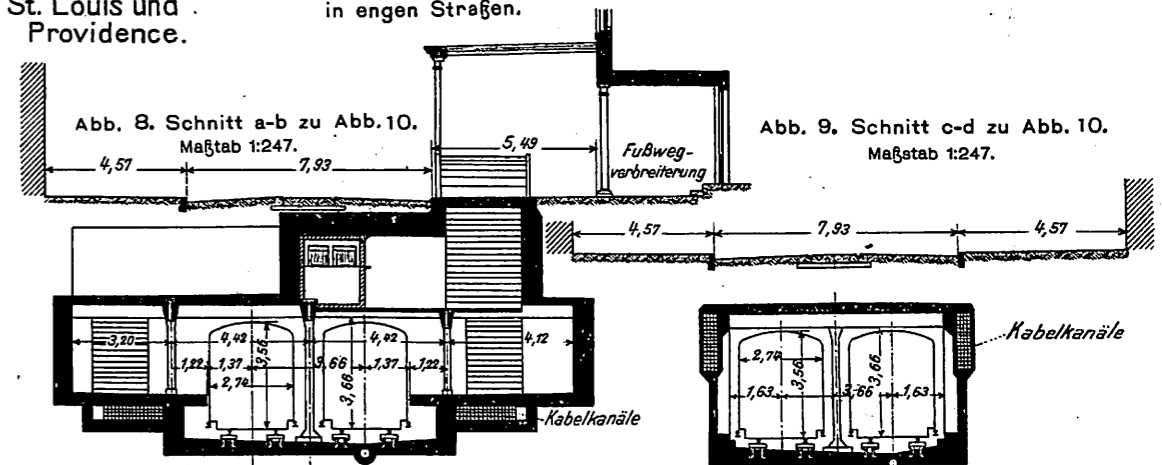 St. Louis und
Providence.
in engen Straßen.
Abb. 8. Schnitt a-b zu Abb. 10.
Maßtab 1:247.
4,57
7,93
5,49
Fußweg-
verbreiterung
Abb. 9. Schnitt c-d zu Abb. 10.
Maßstab 1:247.
4,57
7,93
4,57
3,20
4,42
4,42
4,12
1,22
1,37
3,56
3,66
1,37
1,22
2,74
3,66
Kabelkanäle
2,74
3,56
3,66
1,63
3,66
1,63
Kabelkanäle